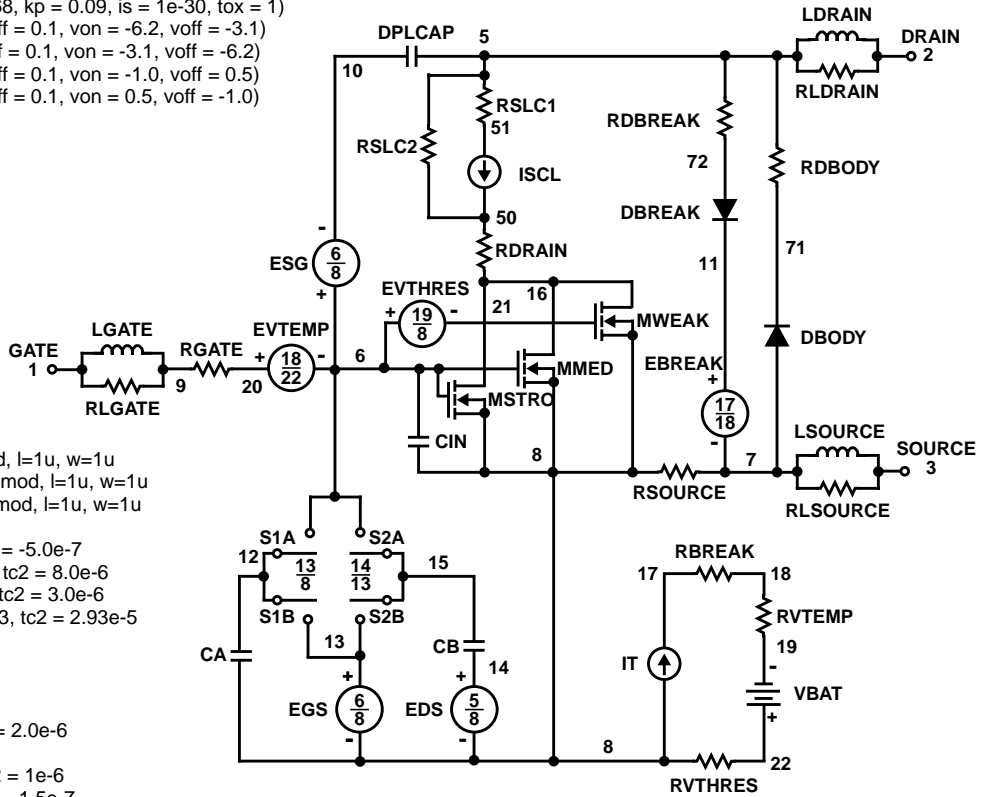 68, kp = 0.09, is = 1e-30, tox = 1)
ff = 0.1, von = -6.2, voff = -3.1)
f = 0.1, von = -3.1, voff = -6.2)
ff = 0.1, von = -1.0, voff = 0.5)
ff = 0.1, von = 0.5, voff = -1.0)
DPLCAP
5
10
LDRAIN
DRAIN
2
RLDRAIN
RSLC1
51
RSLC2
ISCL
50
RDRAIN
RDBREAK
72
DBREAK
11
RDBODY
71
DBODY
-
ESG
6
8
+
EVTHRES
+
19
8
-
21
16
MWEAK
MMED
MSTRO
EBREAK
+
17
18
-
GATE
1
LGATE
RLGATE
9
RGATE
20
EVTEMP
+
18
22
-
6
CIN
8
RSOURCE
7
LSOURCE
SOURCE
3
RLSOURCE
d, l=1u, w=1u
mod, l=1u, w=1u
mod, l=1u, w=1u
= -5.0e-7
tc2 = 8.0e-6
tc2 = 3.0e-6
3, tc2 = 2.93e-5
= 2.0e-6
2 = 1e-6
S1A
S2A
12
13
8
14
13
15
S1B
S2B
13
CA
CB
14
+
EGS
6
8
-
+
EDS
5
8
-
8
RBREAK
17
18
RVTEMP
19
IT
-
VBAT
+
22
RVTHRES